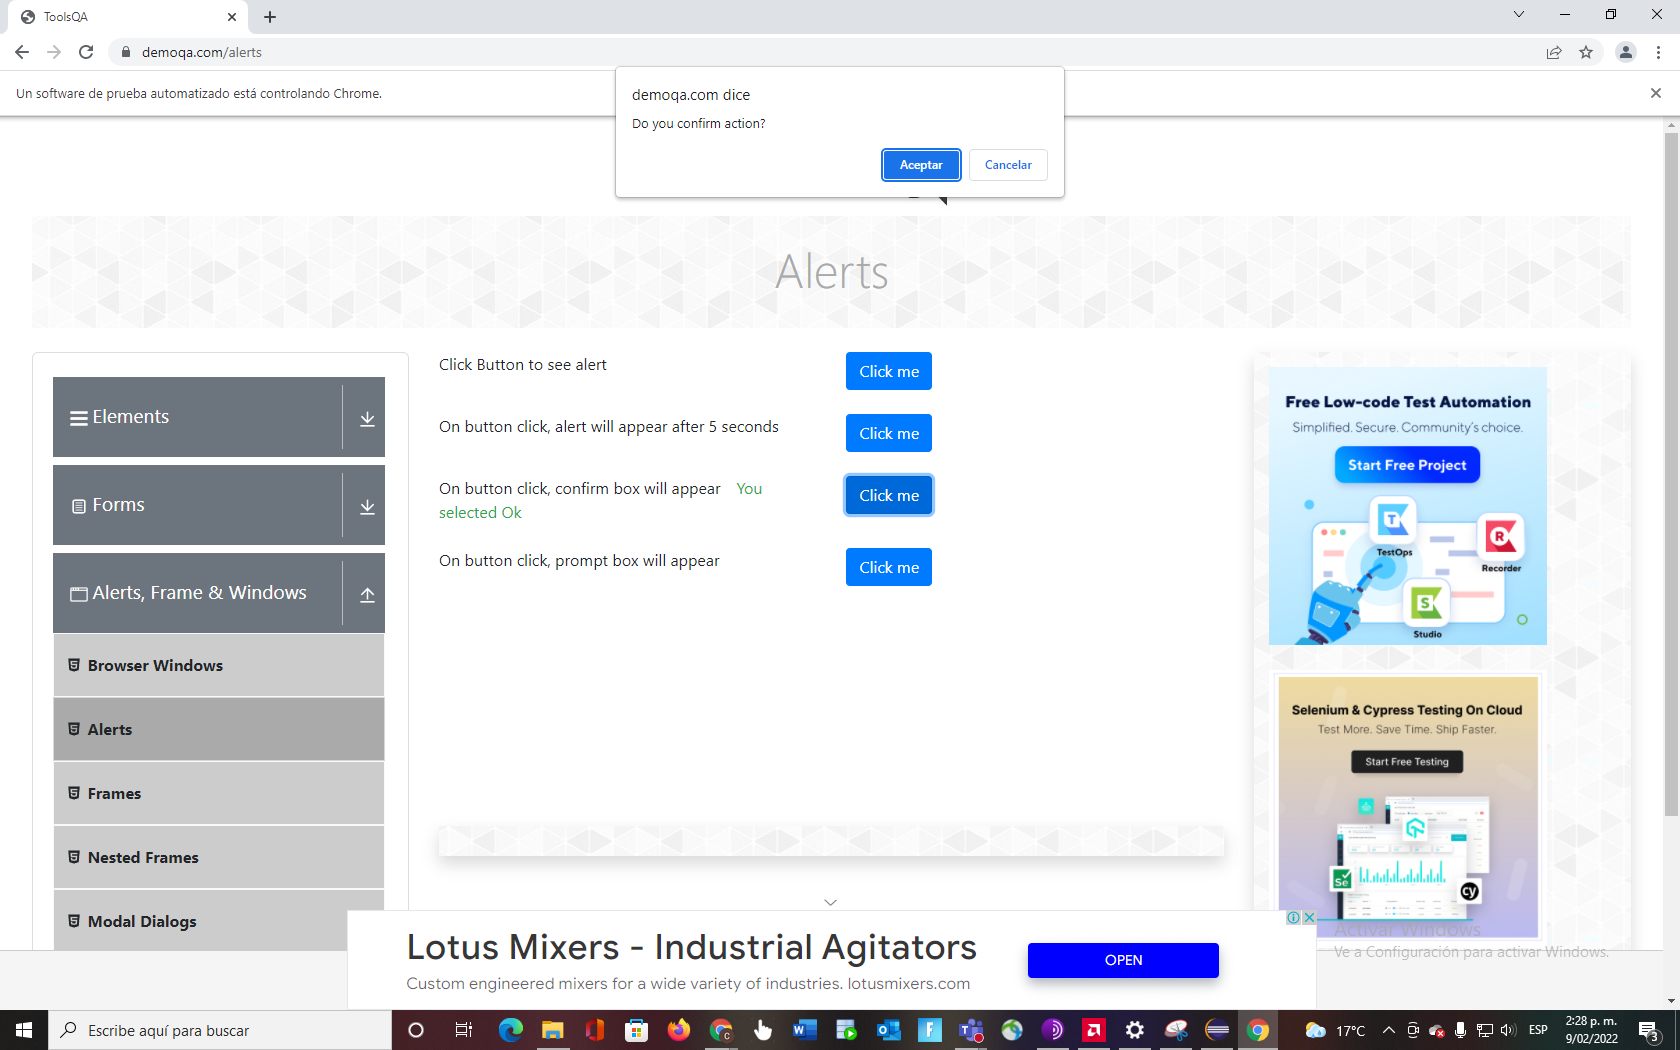 ToolsQA
demoqa.com/alerts
Un software de prueba automatizado está controlando Chrome.
demoqa.com dice
Do you confirm action?
Aceptar
Cancelar
Alerts
Elements
Forms
Alerts, Frame & Windows
Browser Windows
Alerts
Frames
Nested Frames
Modal Dialogs
Click Button to see alert
Click me
On button click, alert will appear after 5 seconds
Click me
On button click, confirm box will appear You
selected Ok
Click me
On button click, prompt box will appear
Click me
Free Low-code Test Automation
Simplified. Secure. Community's choice.
Start Free Project
TestOps
Recorder
Studio
Selenium & Cypress Testing On Cloud
Test More. Save Time. Ship Faster.
Start Free Testing
Se
cy
Lotus Mixers - Industrial Agitators
Custom engineered mixers for a wide variety of industries. lotusmixers.com
OPEN
Activar Windows
Ve a Configuración para activar Windows.
Escribe aquí para buscar
17°C
ESP
2:28 p. m.
9/02/2022
3